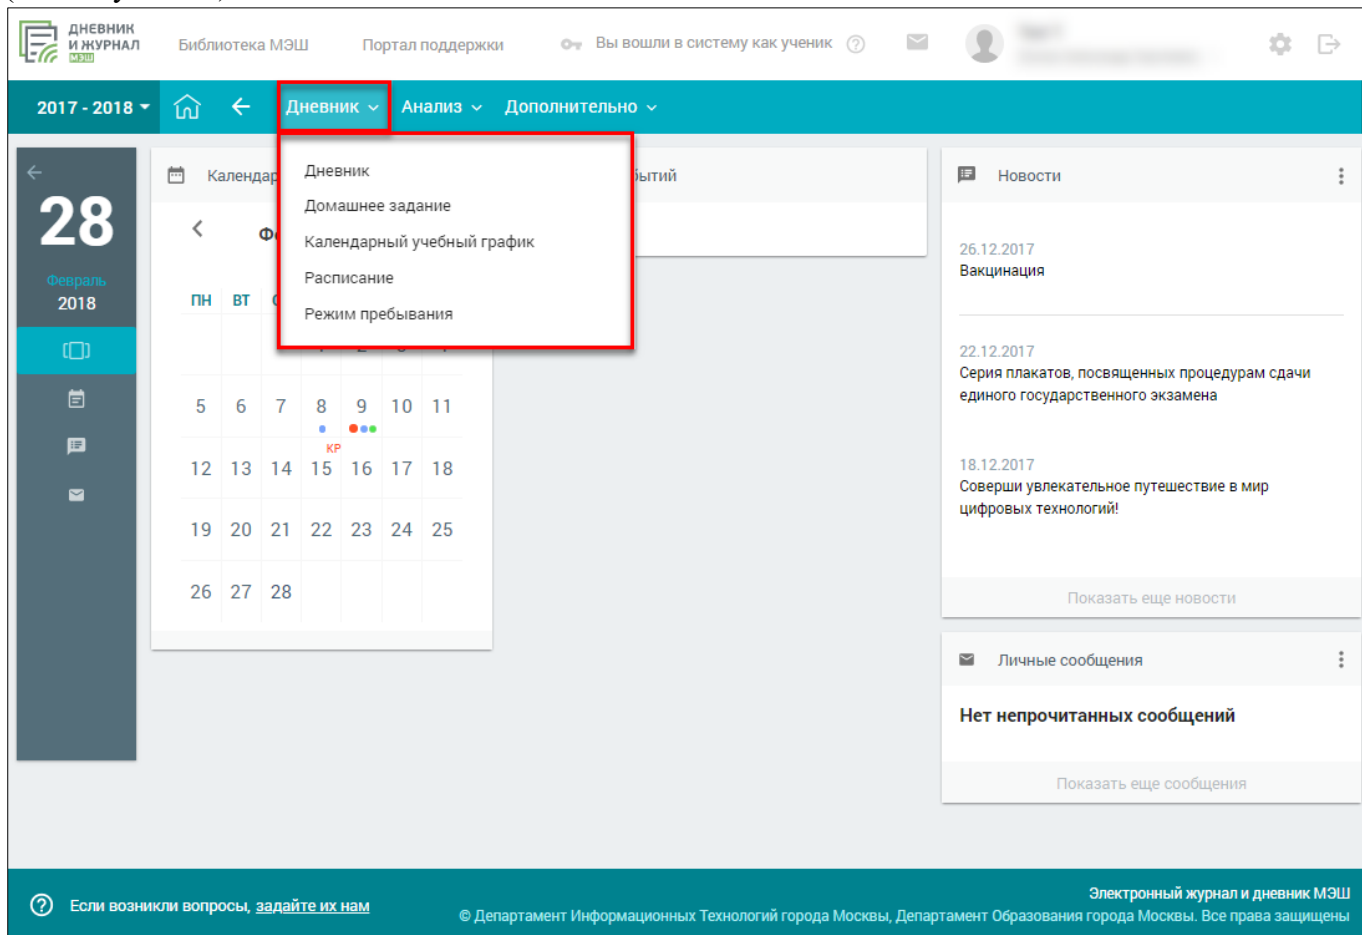 ДНЕВНИК
И ЖУРНАЛ
МЭШ
Библиотека МЭШ
Портал поддержки
Вы вошли в систему как ученик
2017 - 2018
Дневник
Анализ
Дополнительно
28
Февраль
2018
Календар
Дневник
Домашнее задание
Календарный учебный график
Расписание
Режим пребывания
бытий
Фе
ПН ВТ
5 6 7 8 9 10 11
КР
12 13 14 15 16 17 18
19 20 21 22 23 24 25
26 27 28
Новости
26.12.2017
Вакцинация
22.12.2017
Серия плакатов, посвященных процедурам сдачи
единого государственного экзамена
18.12.2017
Соверши увлекательное путешествие в мир
цифровых технологий!
Показать еще новости
Личные сообщения
Нет непрочитанных сообщений
Показать еще сообщения
Если возникли вопросы, задайте их нам
Электронный журнал и дневник МЭШ
© Департамент Информационных Технологий города Москвы, Департамент Образования города Москвы. Все права защищены